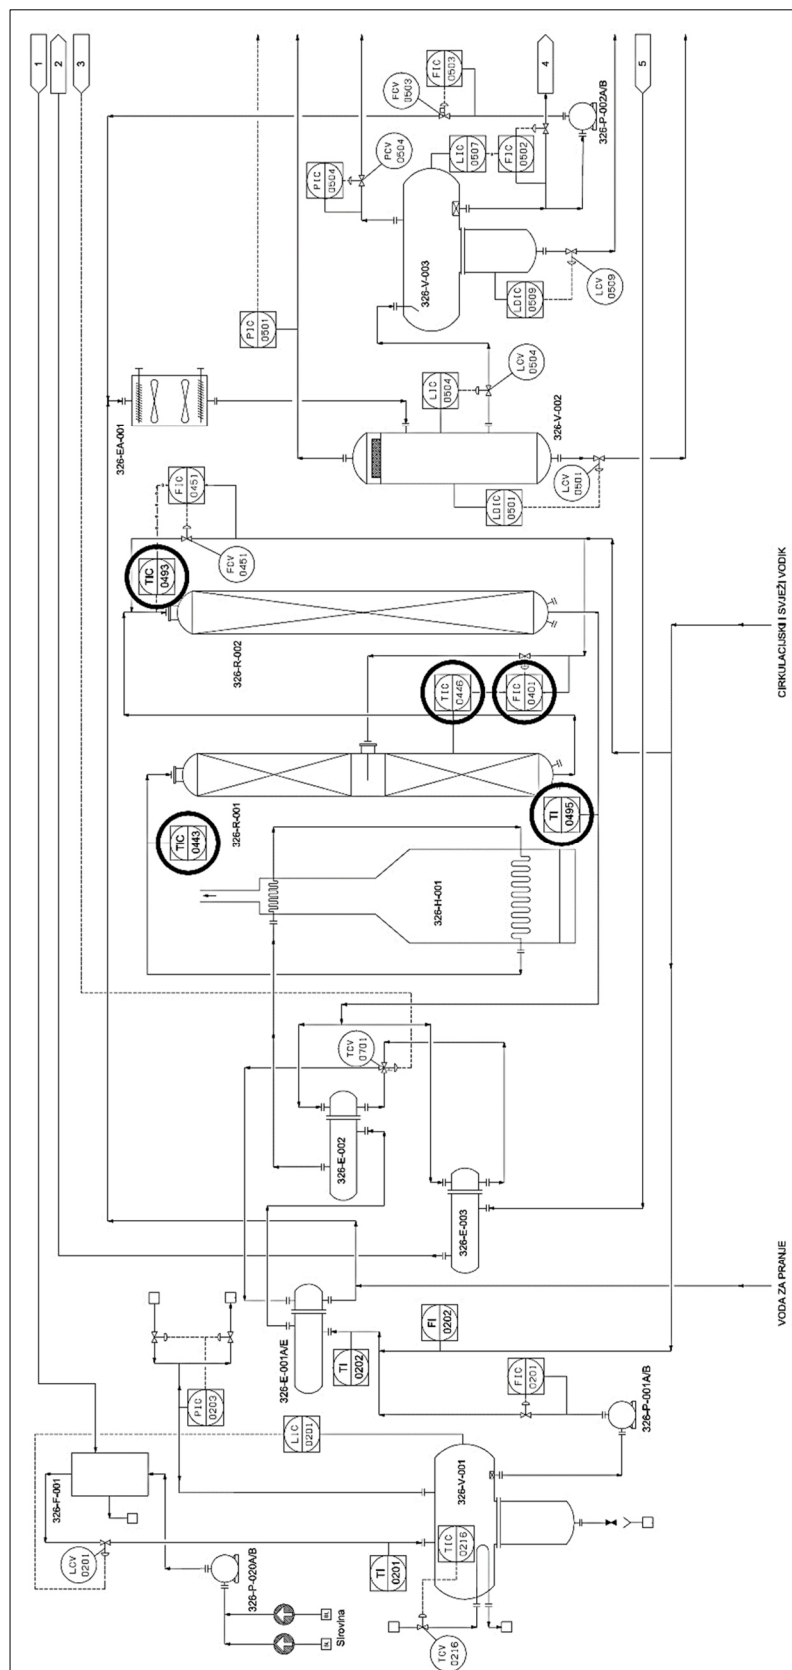 1
2
3
4
5
FIC
0503
FCV
0503
326-P-002A/B
LIC
0507
FIC
0502
PCV
0504
PIC
0504
326-V-003
LDIC
0509
LCV
0509
PIC
0501
LIC
0504
LCV
0504
326-EA-001
326-V-002
LDIC
0501
LCV
0501
FIC
0451
FCV
0451
TIC
0493
326-R-002
TIC
0446
FIC
0401
326-R-001
TIC
0443
TI
0495
CIRKULACIJSKI I SVJEŽI VODIK
326-H-001
TCV
0701
326-E-002
326-E-003
VODA ZA PRANJE
326-E-001A/E
TI
0202
FI
0202
PIC
0203
FIC
0201
326-P-001A/B
LIC
0201
326-F-001
LCV
0201
326-V-001
TIC
0216
TI
0201
326-P-020A/B
TCV
0216
Sirovina